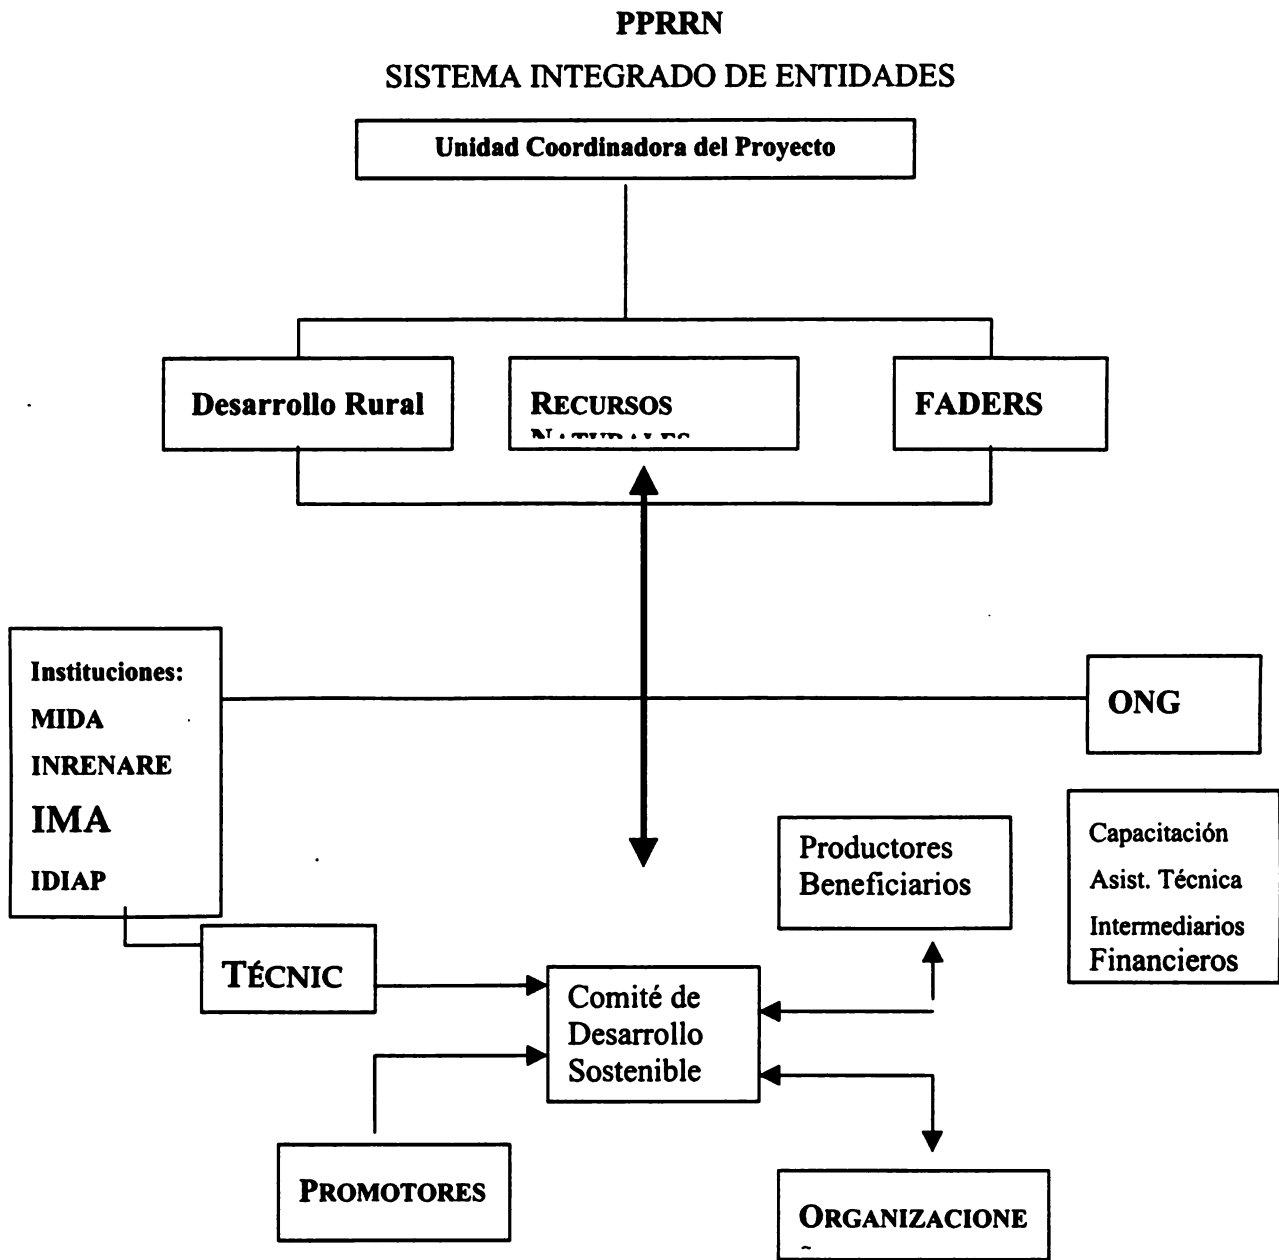 PPRRN
SISTEMA INTEGRADO DE ENTIDADES
Unidad Coordinadora del Proyecto
Desarrollo Rural
RECURSOS
NATURALES
FADERS
Instituciones:
MIDA
INRENARE
IMA
IDIAP
ONG
Capacitación
Asist. Técnica
Intermediarios
Financieros
Productores
Beneficiarios
TÉCNIC
Comité de
Desarrollo
Sostenible
PROMOTORES
ORGANIZACIONE